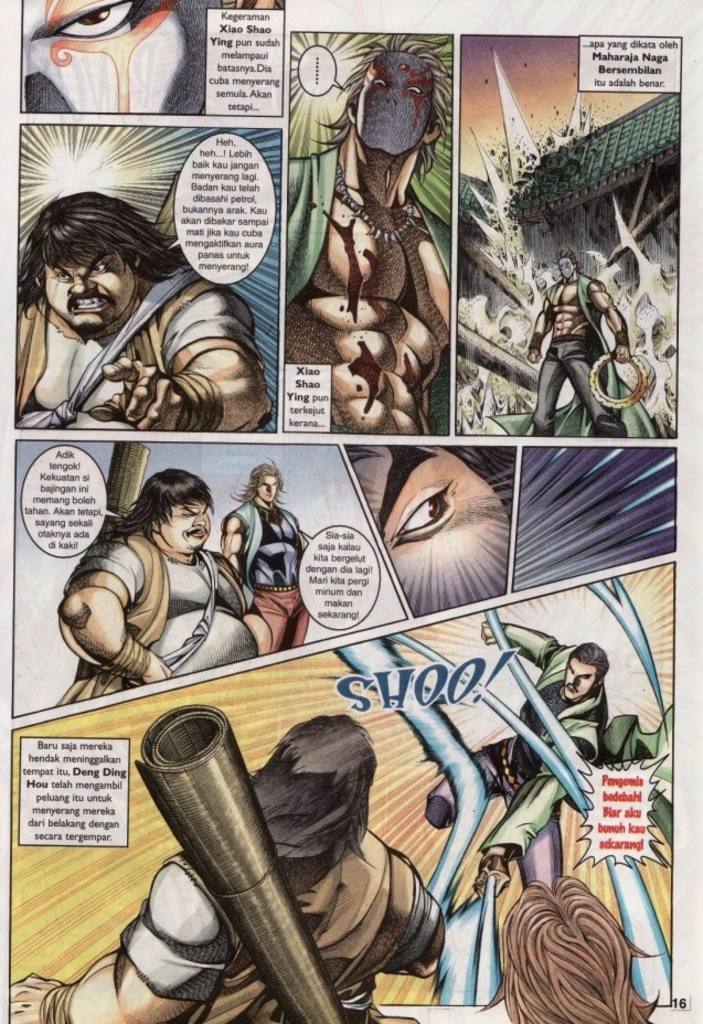 Kegeraman
Xiao Shao
Ying pun sudah
melampaui
batasnya.Dia
cuba menyerang
semula. Akan
tetapi...
Heh,
heh...! Lebih
baik kau jangan
menyerang lagi.
Badan kau telah
dibasahi petrol,
bukannya arak. Kau
akan dibakar sampai
mati jika kau cuba
mengaktifkan aura
panas untuk
menyerang!
........
Xiao
Shao
Ying pun
terkejut
kerana...
...apa yang dikata oleh
Maharaja Naga
Bersembilan
itu adalah benar.
Adik
tengok!
Kekuatan si
bajingan ini
memang boleh
tahan. Akan tetapi,
sayang sekali
otaknya ada
di kaki!
Sia-sia
saja kalau
kita bergelut
dengan dia lagi!
Mari kita pergi
minum dan
makan
sekarang!
SHOO!
Baru saja mereka
hendak meninggalkan
tempat itu, Deng Ding
Hou telah mengambil
peluang itu untuk
menyerang mereka
dari belakang dengan
secara tergempar.
Pengemis
bedebah!
Biar aku
bunuh kau
sekarang!
16